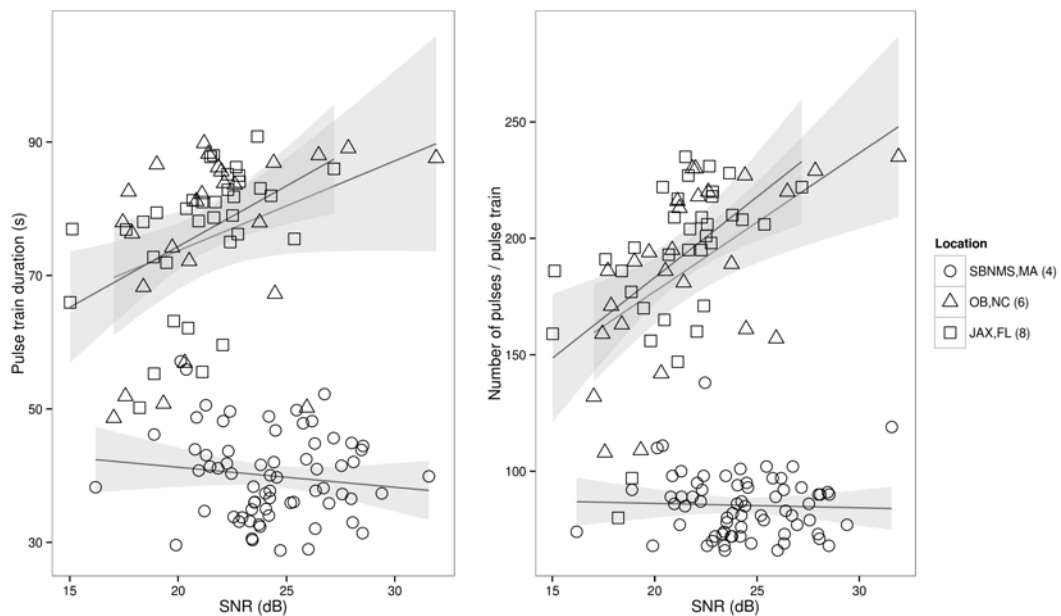 Pulse train duration (s)
90
70
50
30
15
20
25
30
SNR (dB)
Number of pulses / pulse train
250
200
150
100
15
20
25
30
SNR (dB)
Location
SBNMS,MA (4)
OB,NC (6)
JAX,FL (8)